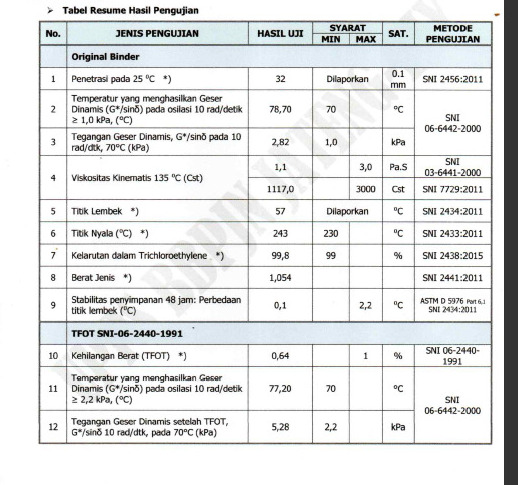 ➢ Tabel Resume Hasil Pengujian
No. JENIS PENGUJIAN HASIL UJI SYARAT MIN MAX SAT. METODE PENGUJIAN
Original Binder
1 Penetrasi pada 25 °C *) 32 Dilaporkan 0.1 mm SNI 2456:2011
2 Temperatur yang menghasilkan Geser
Dinamis (G*/sinδ) pada osilasi 10 rad/detik
≥ 1,0 kPa, (°C) 78,70 70 °C SNI 06-6442-2000
3 Tegangan Geser Dinamis, G*/sinδ pada 10
rad/dtk, 70°C (kPa) 2,82 1,0 kPa
4 Viskositas Kinematis 135 °C (Cst) 1,1 3,0 Pa.S SNI 03-6441-2000
1117,0 3000 Cst SNI 7729:2011
5 Titik Lembek *) 57 Dilaporkan °C SNI 2434:2011
6 Titik Nyala (°C) *) 243 230 °C SNI 2433:2011
7 Kelarutan dalam Trichloroethylene *) 99,8 99 % SNI 2438:2015
8 Berat Jenis *) 1,054 SNI 2441:2011
9 Stabilitas penyimpanan 48 jam: Perbedaan
titik lembek (°C) 0,1 2,2 °C ASTM D 5976 Part 6,1
SNI 2434:2011
TFOT SNI-06-2440-1991
10 Kehilangan Berat (TFOT) *) 0,64 1 % SNI 06-2440-1991
11 Temperatur yang menghasilkan Geser
Dinamis (G*/sinδ) pada osilasi 10 rad/detik
≥ 2,2 kPa, (°C) 77,20 70 °C SNI 06-6442-2000
12 Tegangan Geser Dinamis setelah TFOT,
G*/sinδ 10 rad/dtk, pada 70°C (kPa) 5,28 2,2 kPa